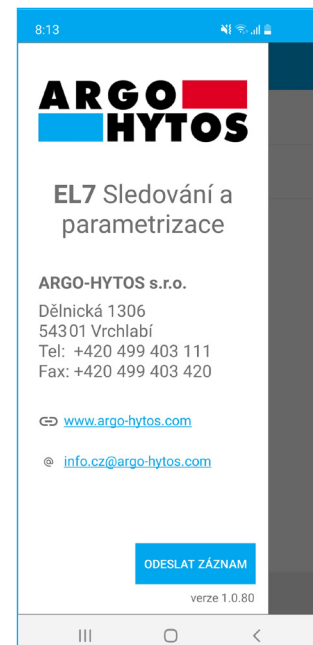 8:13
ARGO
HYTOS
EL7 Sledování a
parametrizace
ARGO-HYTOS s.r.o.
Dělnická 1306
543 01 Vrchlabí
Tel: +420 499 403 111
Fax: +420 499 403 420
www.argo-hytos.com
@ info.cz@argo-hytos.com
ODESLAT ZÁZNAM
verze 1.0.80